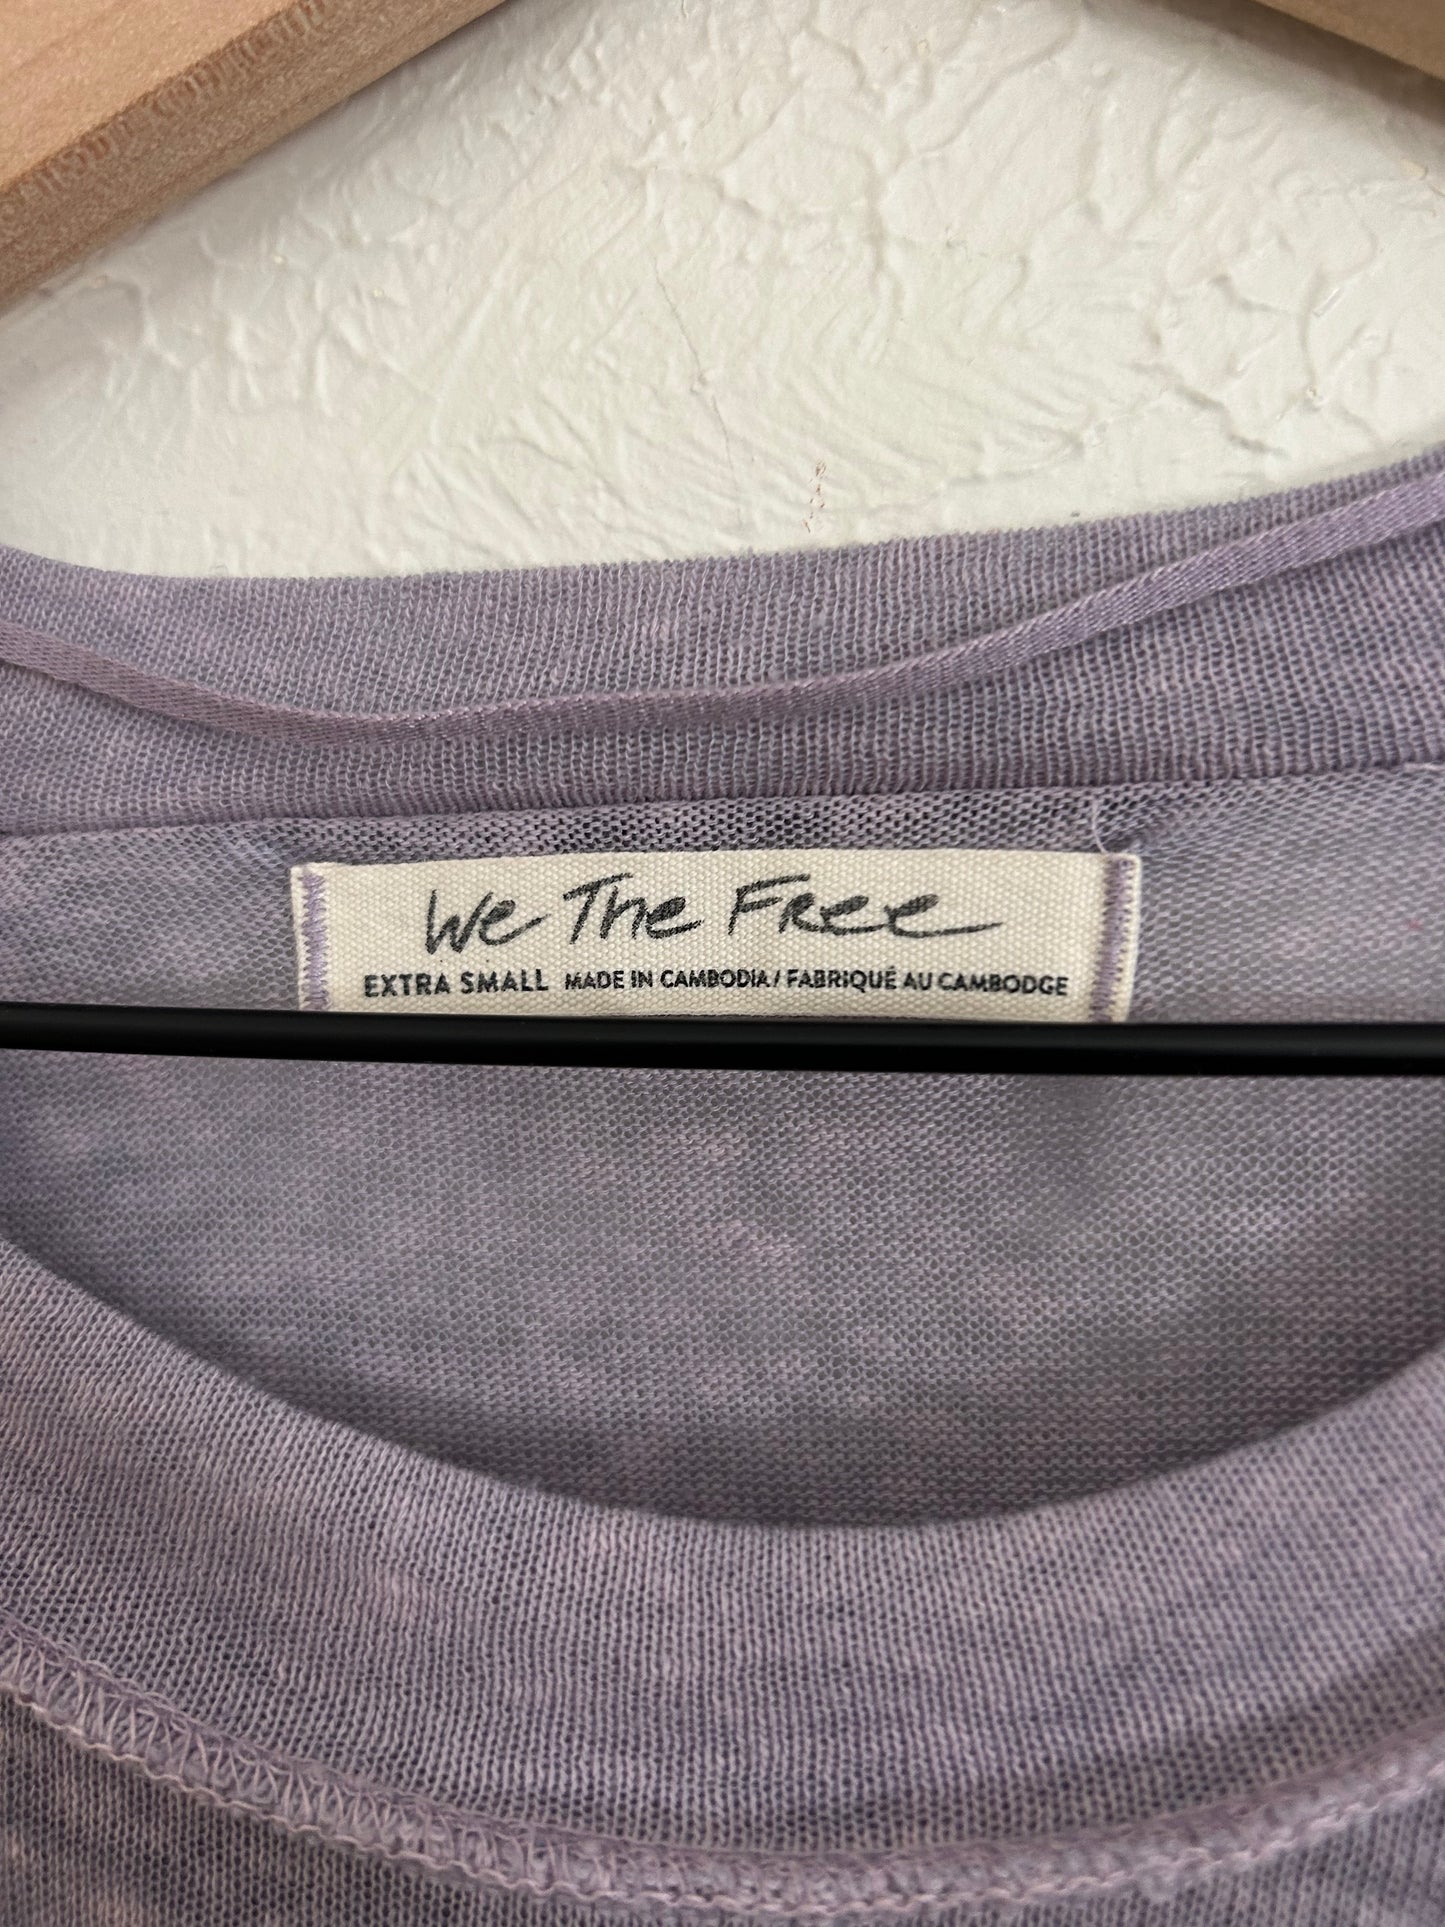 We The Free
EXTRA SMALL MADE IN CAMBODIA / FABRIQUÉ AU CAMBODGE